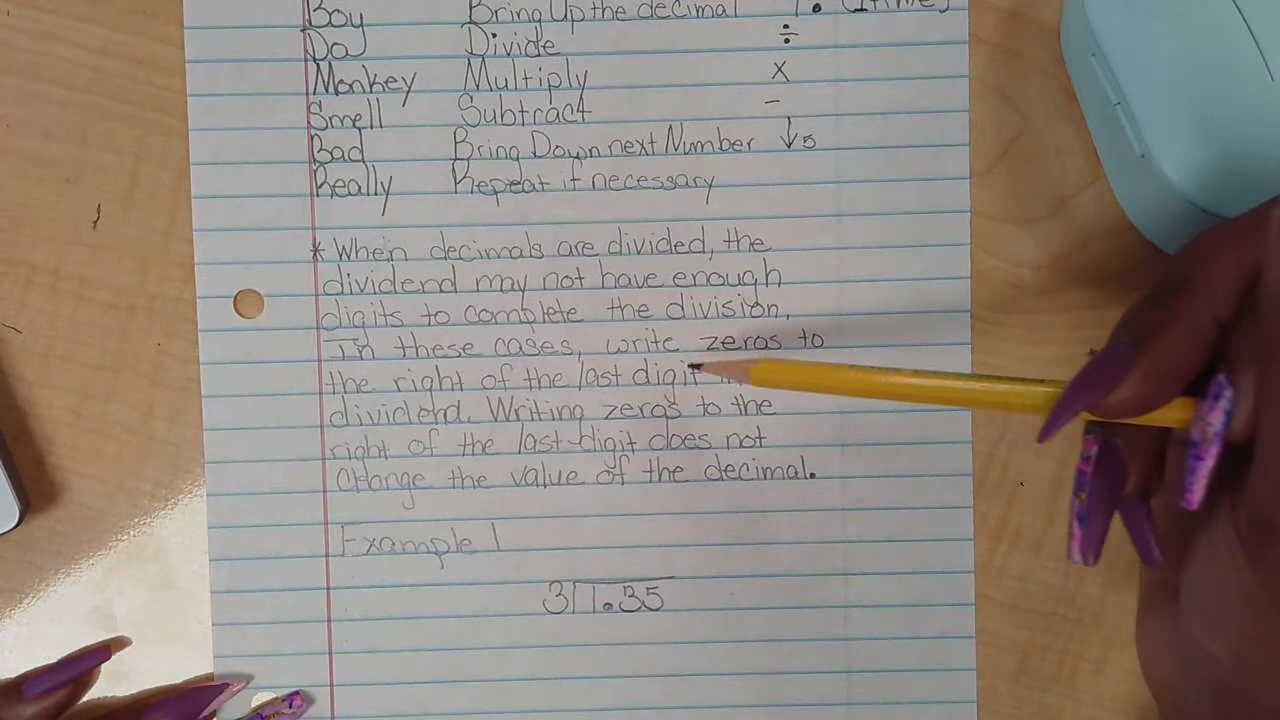 Boy Bring Up the decimal
Do Divide ÷
Monkey Multiply X
Smell Subtract -
Bad Bring Down next Number ↓5
Really Repeat if necessary
* When decimals are divided, the
dividend may not have enough
digits to complete the division.
In these cases, write zeros to
the right of the last digit
dividend. Writing zeros to the
right of the last digit does not
change the value of the decimal.
Example 1
3 1.35